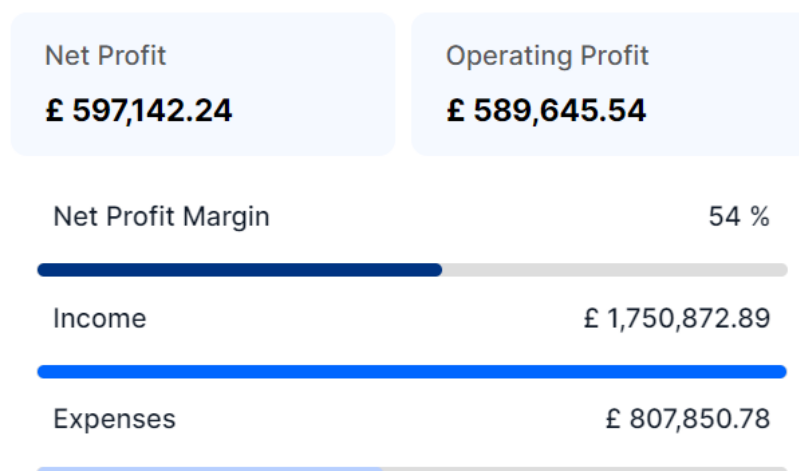 Net Profit
Operating Profit
£ 597,142.24
£ 589,645.54
Net Profit Margin
54 %
Income
£ 1,750,872.89
Expenses
£ 807,850.78